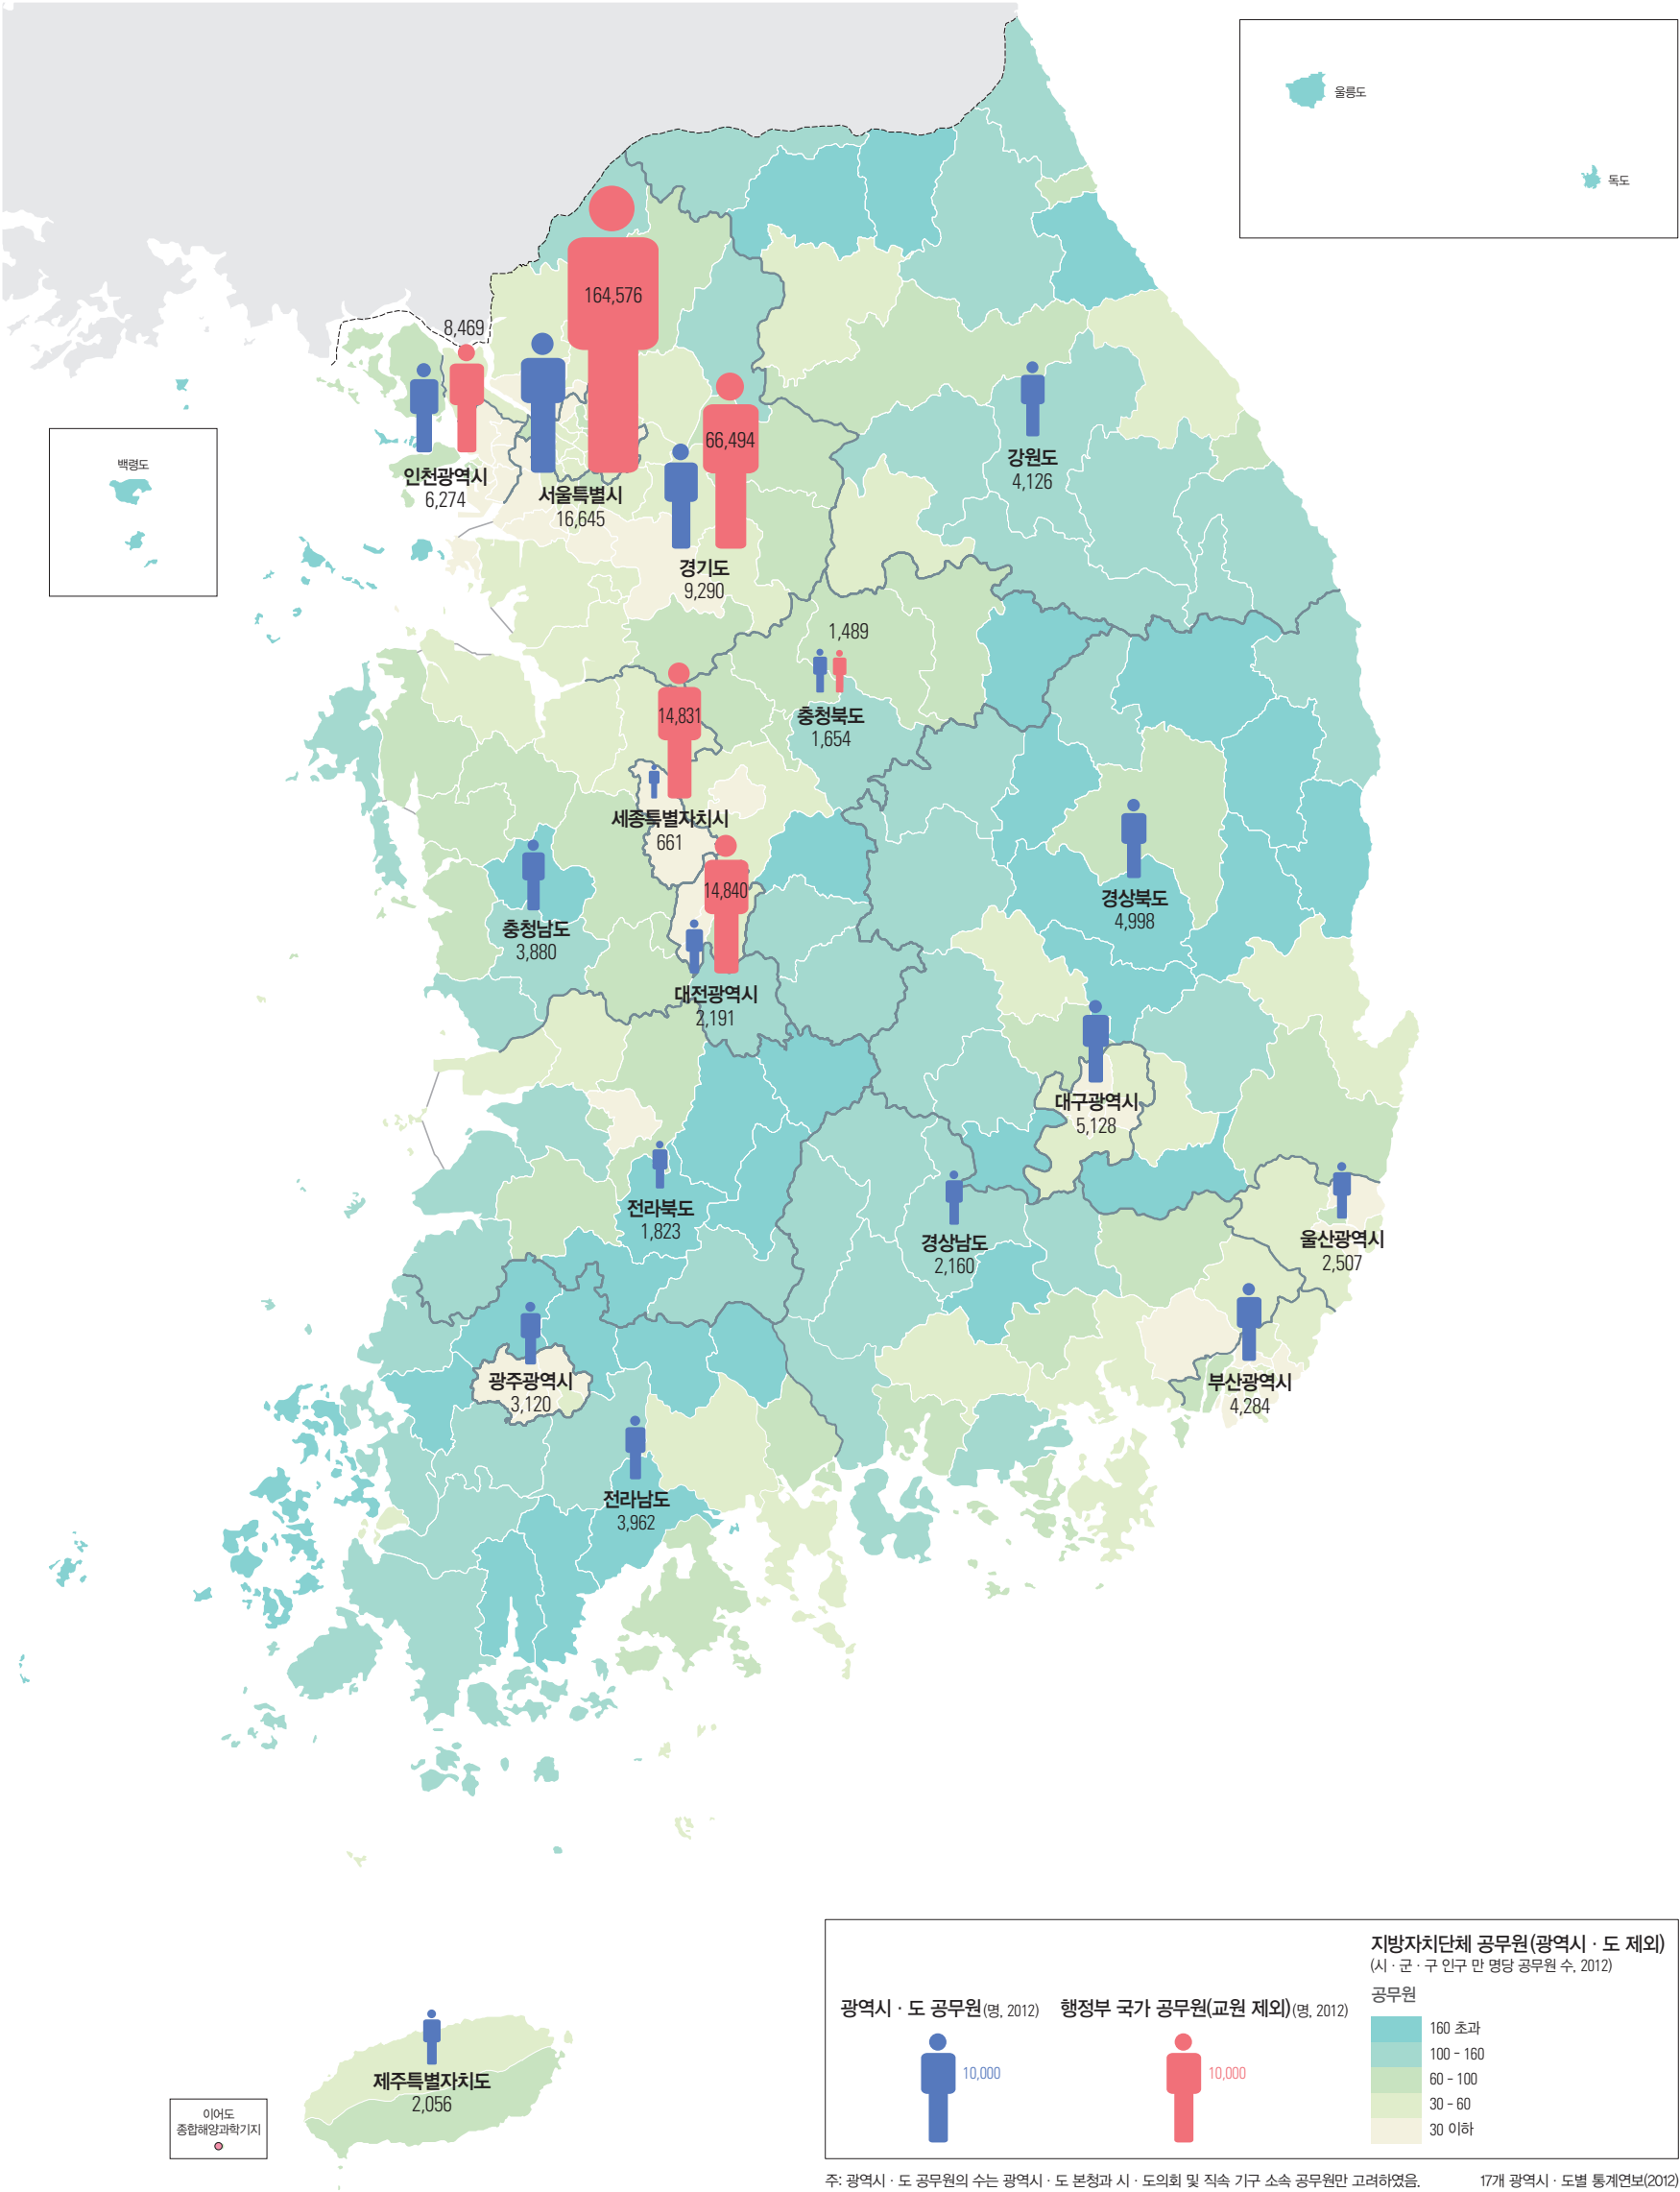 울릉도
독도
164,576
8,469
66,494
백령도
인천광역시
6,274
서울특별시
16,645
강원도
4,126
경기도
9,290
1,489
충청북도
1,654
14,831
세종특별자치시
661
14,840
경상북도
4,998
충청남도
3,880
대전광역시
2,191
대구광역시
5,128
전라북도
1,823
경상남도
2,160
울산광역시
2,507
광주광역시
3,120
부산광역시
4,284
전라남도
3,962
제주특별자치도
2,056
이어도
종합해양과학기지
광역시 · 도 공무원(명, 2012)
10,000
행정부 국가 공무원(교원 제외)(명, 2012)
10,000
지방자치단체 공무원(광역시 · 도 제외)
(시 · 군 · 구 인구 만 명당 공무원 수, 2012)
공무원
160 초과
100 - 160
60 - 100
30 - 60
30 이하
주: 광역시 · 도 공무원의 수는 광역시 · 도 본청과 시 · 도의회 및 직속 기구 소속 공무원만 고려하였음.
17개 광역시 · 도별 통계연보(2012)